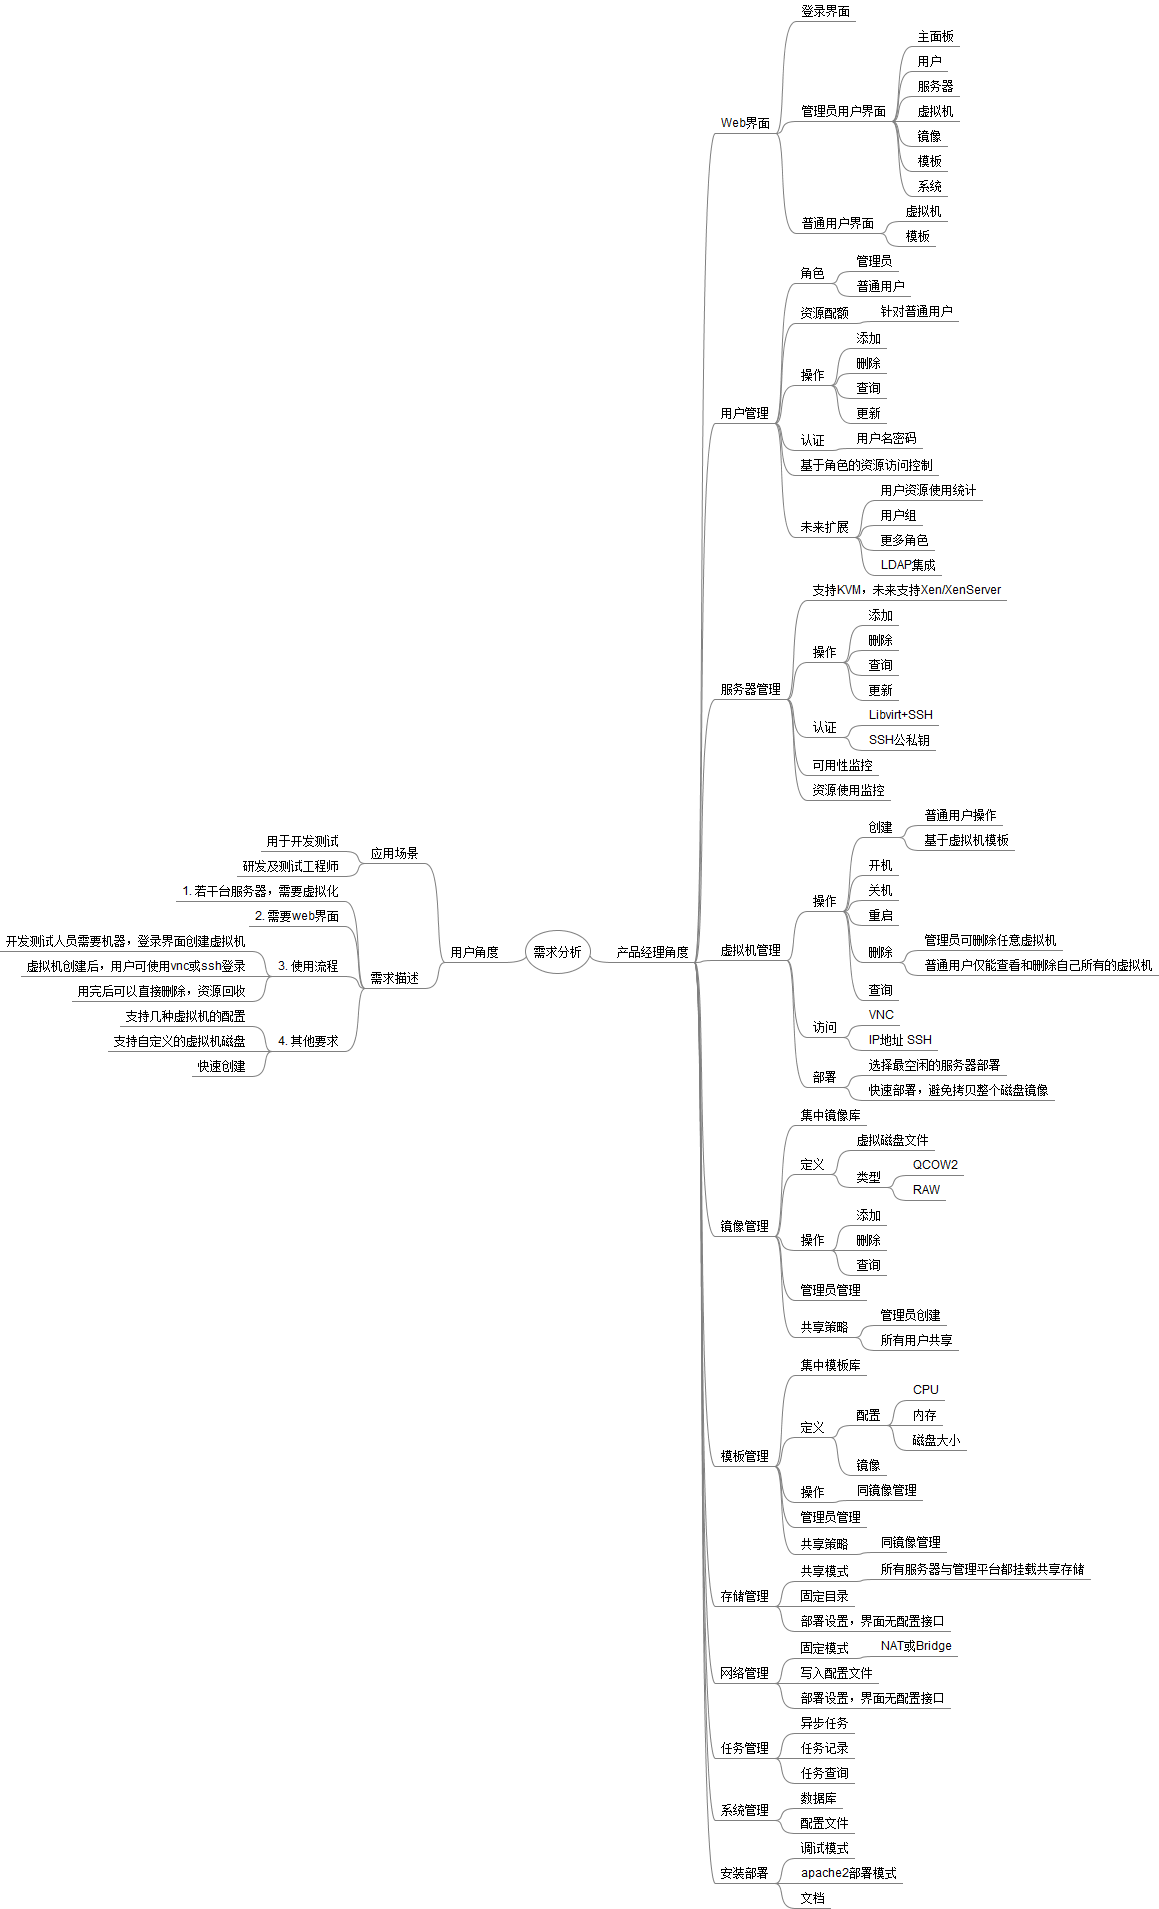 需求分析
用户角度
应用场景
用于开发测试
研发及测试工程师
需求描述
1. 若干台服务器，需要虚拟化
2. 需要web界面
3. 使用流程
开发测试人员需要机器，登录界面创建虚拟机
虚拟机创建后，用户可使用vnc或ssh登录
用完后可以直接删除，资源回收
4. 其他要求
支持几种虚拟机的配置
支持自定义的虚拟机磁盘
快速创建
产品经理角度
Web界面
登录界面
管理员用户界面
主面板
用户
服务器
虚拟机
镜像
模板
系统
普通用户界面
虚拟机
模板
用户管理
角色
管理员
普通用户
资源配额
针对普通用户
操作
添加
删除
查询
更新
认证
用户名密码
基于角色的资源访问控制
未来扩展
用户资源使用统计
用户组
更多角色
LDAP集成
服务器管理
支持KVM，未来支持Xen/XenServer
操作
添加
删除
查询
更新
认证
Libvirt+SSH
SSH公私钥
可用性监控
资源使用监控
虚拟机管理
操作
创建
普通用户操作
基于虚拟机模板
开机
关机
重启
删除
管理员可删除任意虚拟机
普通用户仅能查看和删除自己所有的虚拟机
查询
访问
VNC
IP地址 SSH
部署
选择最空闲的服务器部署
快速部署，避免拷贝整个磁盘镜像
镜像管理
集中镜像库
定义
虚拟磁盘文件
类型
QCOW2
RAW
操作
添加
删除
查询
管理员管理
共享策略
管理员创建
所有用户共享
模板管理
集中模板库
定义
配置
CPU
内存
磁盘大小
镜像
操作
同镜像管理
管理员管理
共享策略
同镜像管理
存储管理
共享模式
所有服务器与管理平台都挂载共享存储
固定目录
部署设置，界面无配置接口
网络管理
固定模式
NAT或Bridge
写入配置文件
部署设置，界面无配置接口
任务管理
异步任务
任务记录
任务查询
系统管理
数据库
配置文件
安装部署
调试模式
apache2部署模式
文档